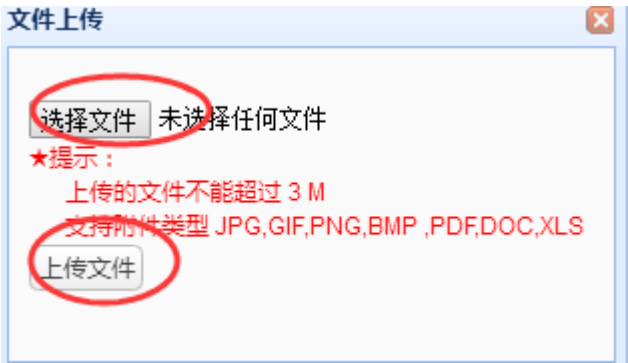 文件上传
选择文件 未选择任何文件
★提示：
上传的文件不能超过 3 M
支持附件类型 JPG,GIF,PNG,BMP ,PDF,DOC,XLS
上传文件